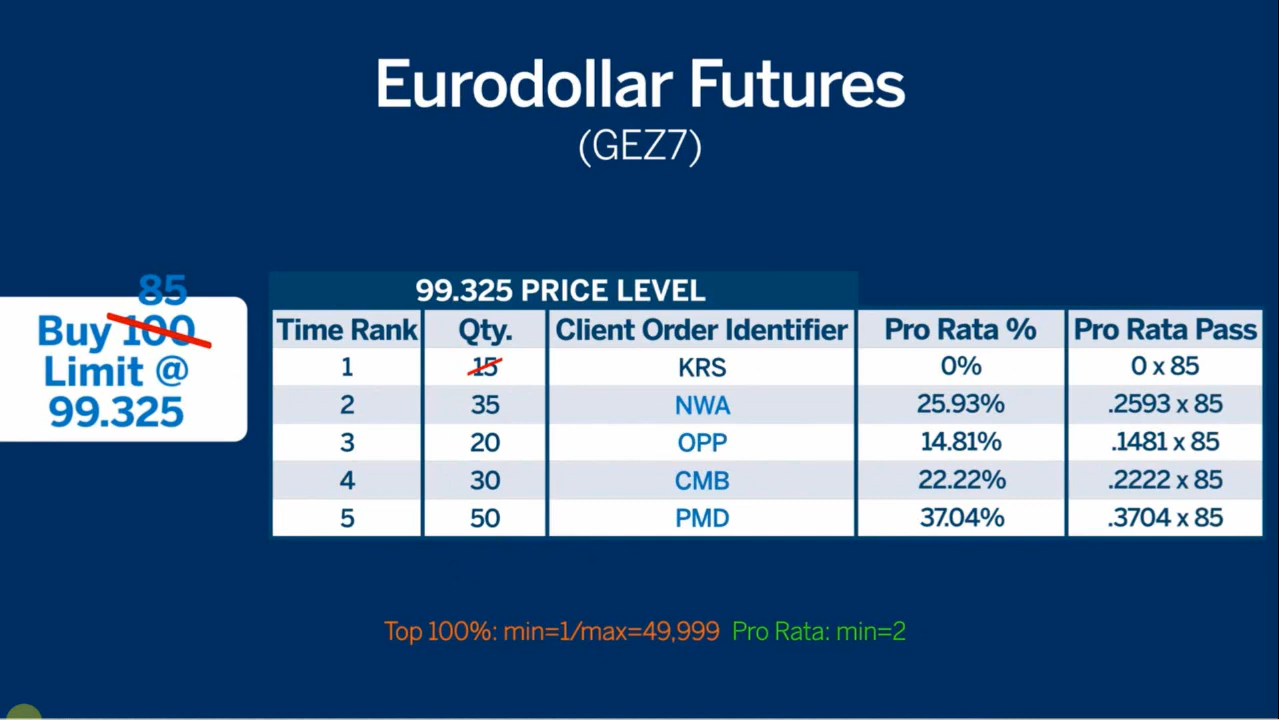 Eurodollar Futures
(GEZ7)
85
Buy 100
Limit @
99.325
99.325 PRICE LEVEL
Time Rank Qty. Client Order Identifier Pro Rata % Pro Rata Pass
1 15 KRS 0% 0 x 85
2 35 NWA 25.93% .2593 x 85
3 20 OPP 14.81% .1481 x 85
4 30 CMB 22.22% .2222 x 85
5 50 PMD 37.04% .3704 x 85
Top 100%: min=1/max=49,999 Pro Rata: min=2